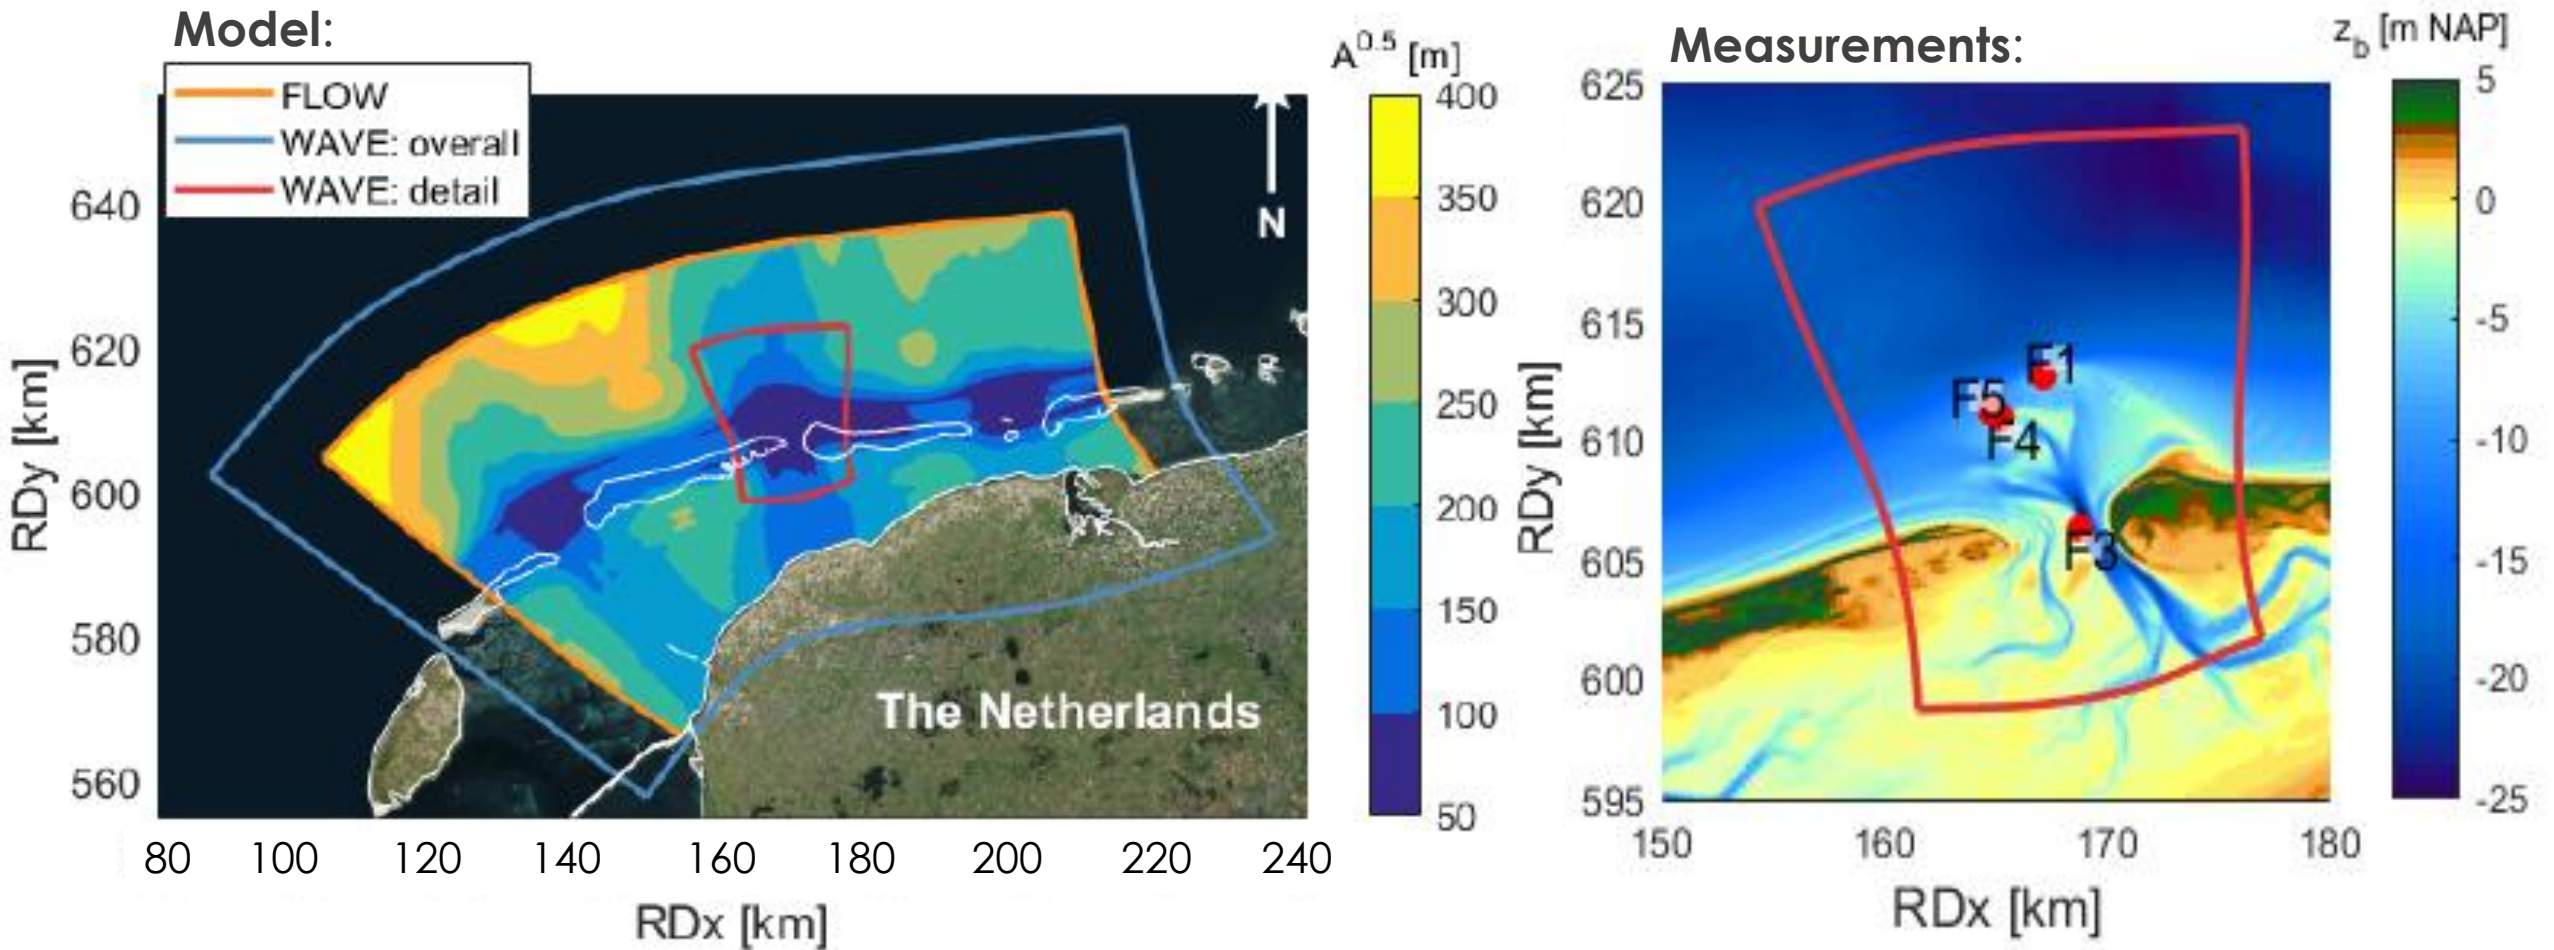 Model:
FLOW
WAVE: overall
WAVE: detail
N
The Netherlands
640
620
600
580
560
RDy [km]
80 100 120 140 160 180 200 220 240
RDx [km]
A^0.5 [m]
400
350
300
250
200
150
100
50
Measurements:
625
620
615
610
605
600
595
RDy [km]
F1
F5
F4
F3
150 160 170 180
RDx [km]
z_b [m NAP]
5
0
-5
-10
-15
-20
-25